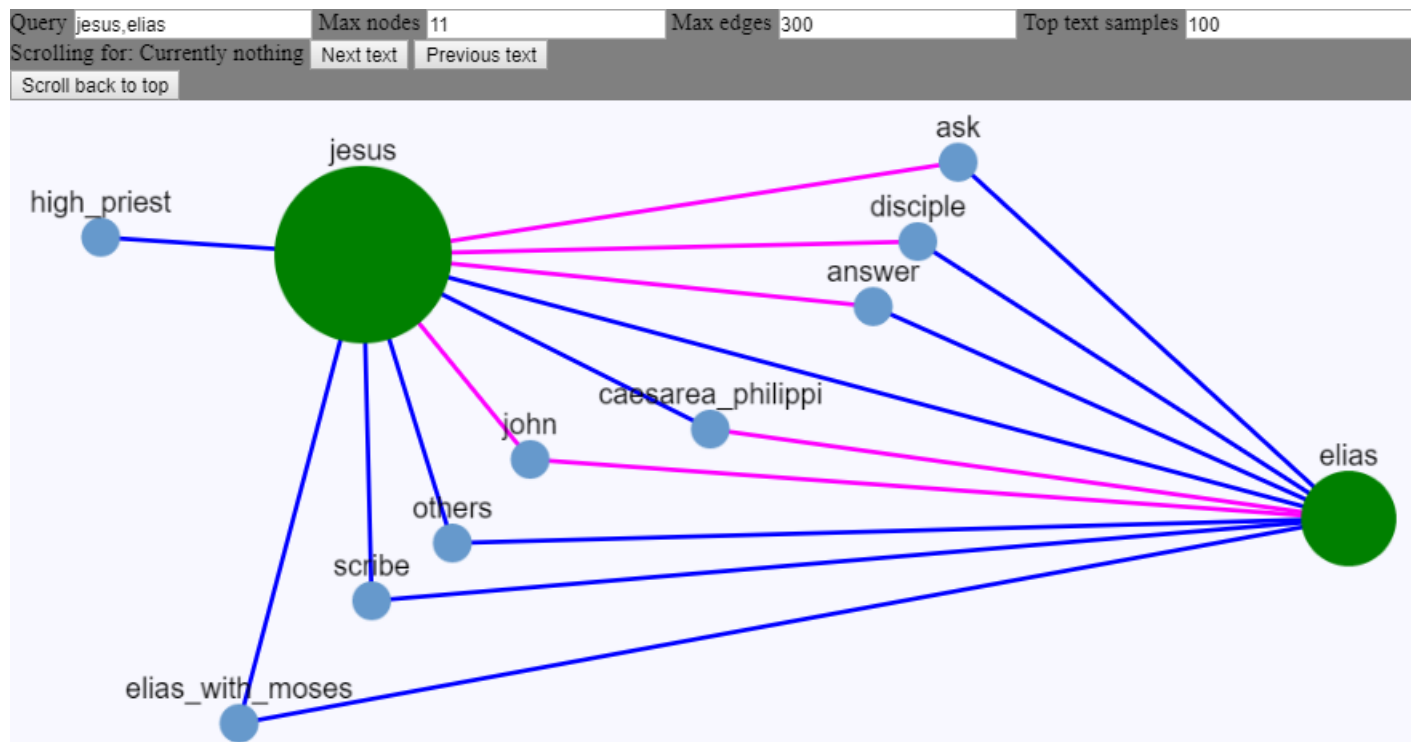 Query jesus,elias Max nodes 11 Max edges 300 Top text samples 100
Scrolling for: Currently nothing Next text Previous text
Scroll back to top
ask
jesus
high_priest
disciple
answer
caesarea_philippi
john
elias
others
scribe
elias_with_moses